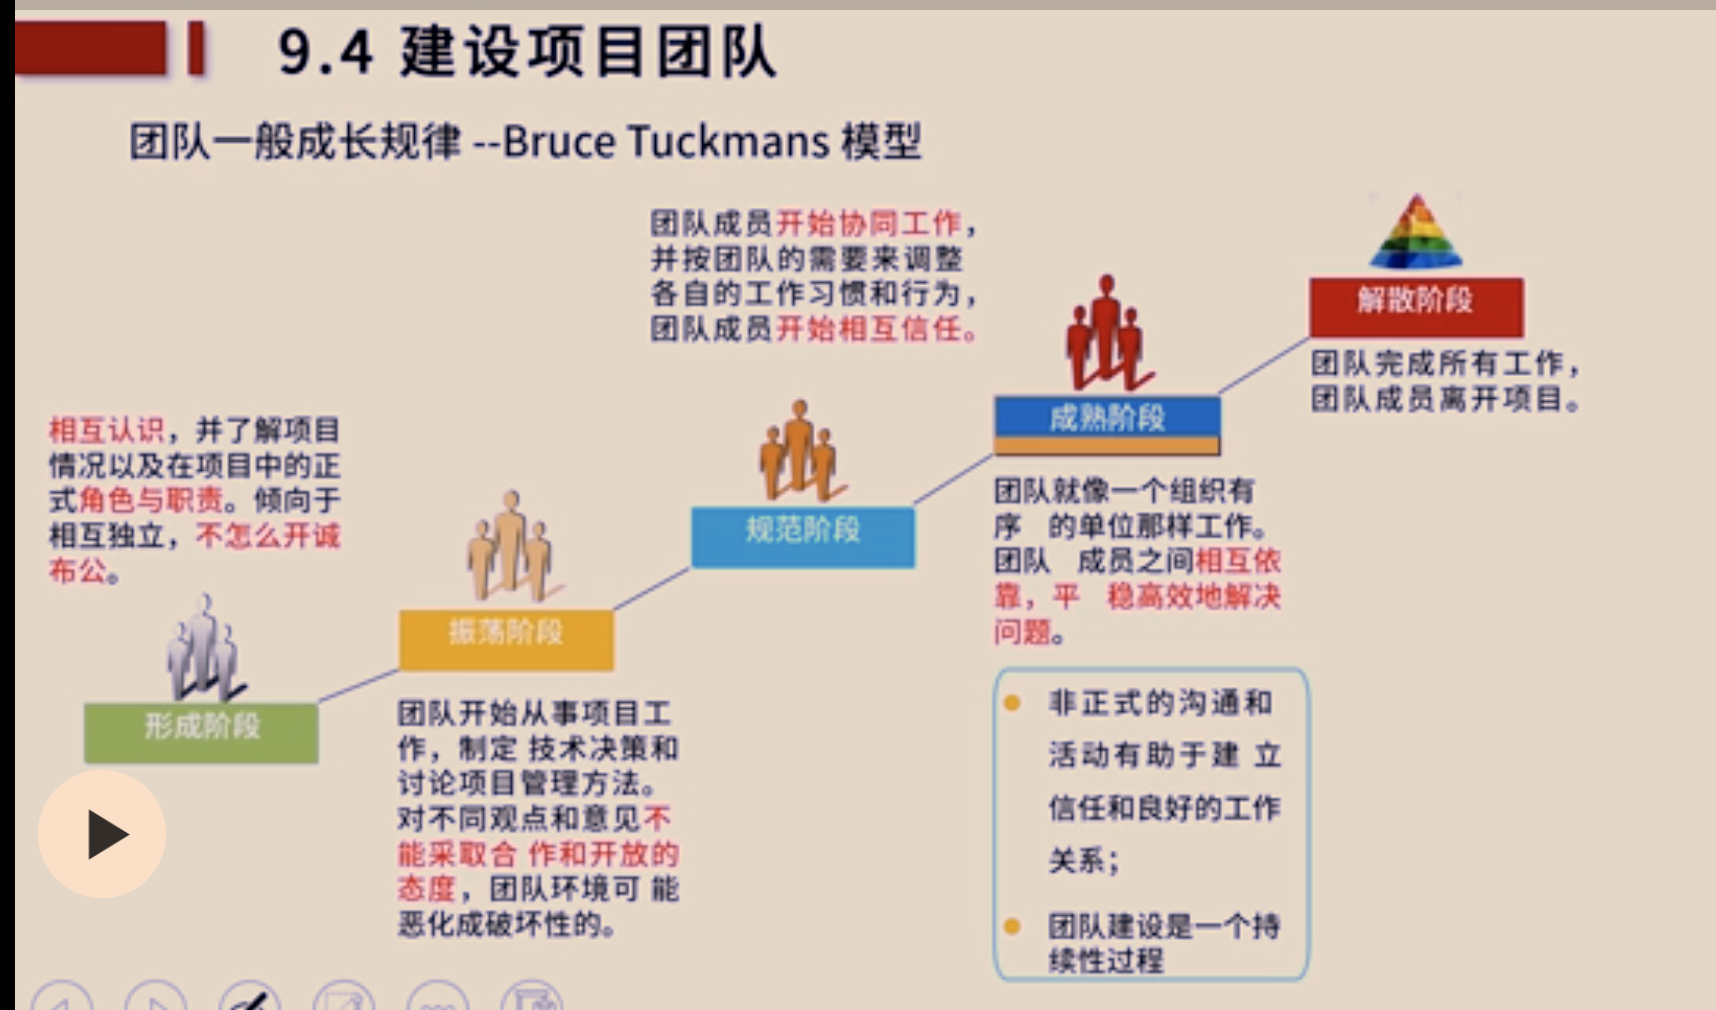 9.4 建设项目团队
团队一般成长规律 --Bruce Tuckmans 模型
相互认识，并了解项目
情况以及在项目中的正
式角色与职责。倾向于
相互独立，不怎么开诚
布公。
形成阶段
振荡阶段
团队开始从事项目工
作，制定 技术决策和
讨论项目管理方法。
对不同观点和意见不
能采取合 作和开放的
态度，团队环境可 能
恶化成破坏性的。
团队成员开始协同工作，
并按团队的需要来调整
各自的工作习惯和行为，
团队成员开始相互信任。
规范阶段
成熟阶段
团队就像一个组织有
序 的单位那样工作。
团队 成员之间相互依
靠，平 稳高效地解决
问题。
非正式的沟通和
活动有助于建 立
信任和良好的工作
关系；
团队建设是一个持
续性过程
解散阶段
团队完成所有工作，
团队成员离开项目。